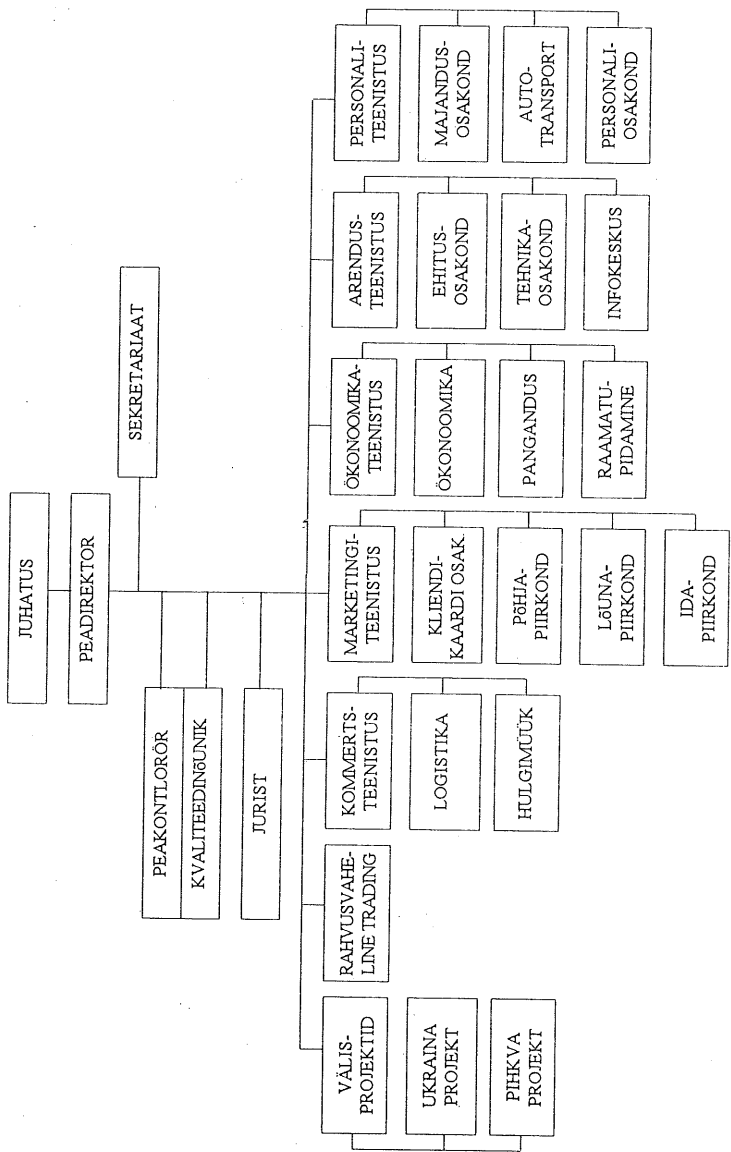 JUHATUS
PEADIREKTOR
SEKRETARIAAT
PEAKONTLORÖR
KVALITEEDINõUNIK
JURIST
VÄLIS-
PROJEKTID
UKRAINA
PROJEKT
PIHKVA
PROJEKT
RAHVUSVAHE-
LINE TRADING
KOMMERTS-
TEENISTUS
LOGISTIKA
HULGIMÜÜK
MARKETINGI-
TEENISTUS
KLIENDI-
KAARDI OSAK.
PõHJA-
PIIRKOND
LõUNA-
PIIRKOND
IDA-
PIIRKOND
ÖKONOOMIKA-
TEENISTUS
ÖKONOOMIKA
PANGANDUS
RAAMATU-
PIDAMINE
ARENDUS-
TEENISTUS
EHITUS-
OSAKOND
TEHNIKA-
OSAKOND
INFOKESKUS
PERSONALI-
TEENISTUS
MAJANDUS-
OSAKOND
AUTO-
TRANSPORT
PERSONALI-
OSAKOND